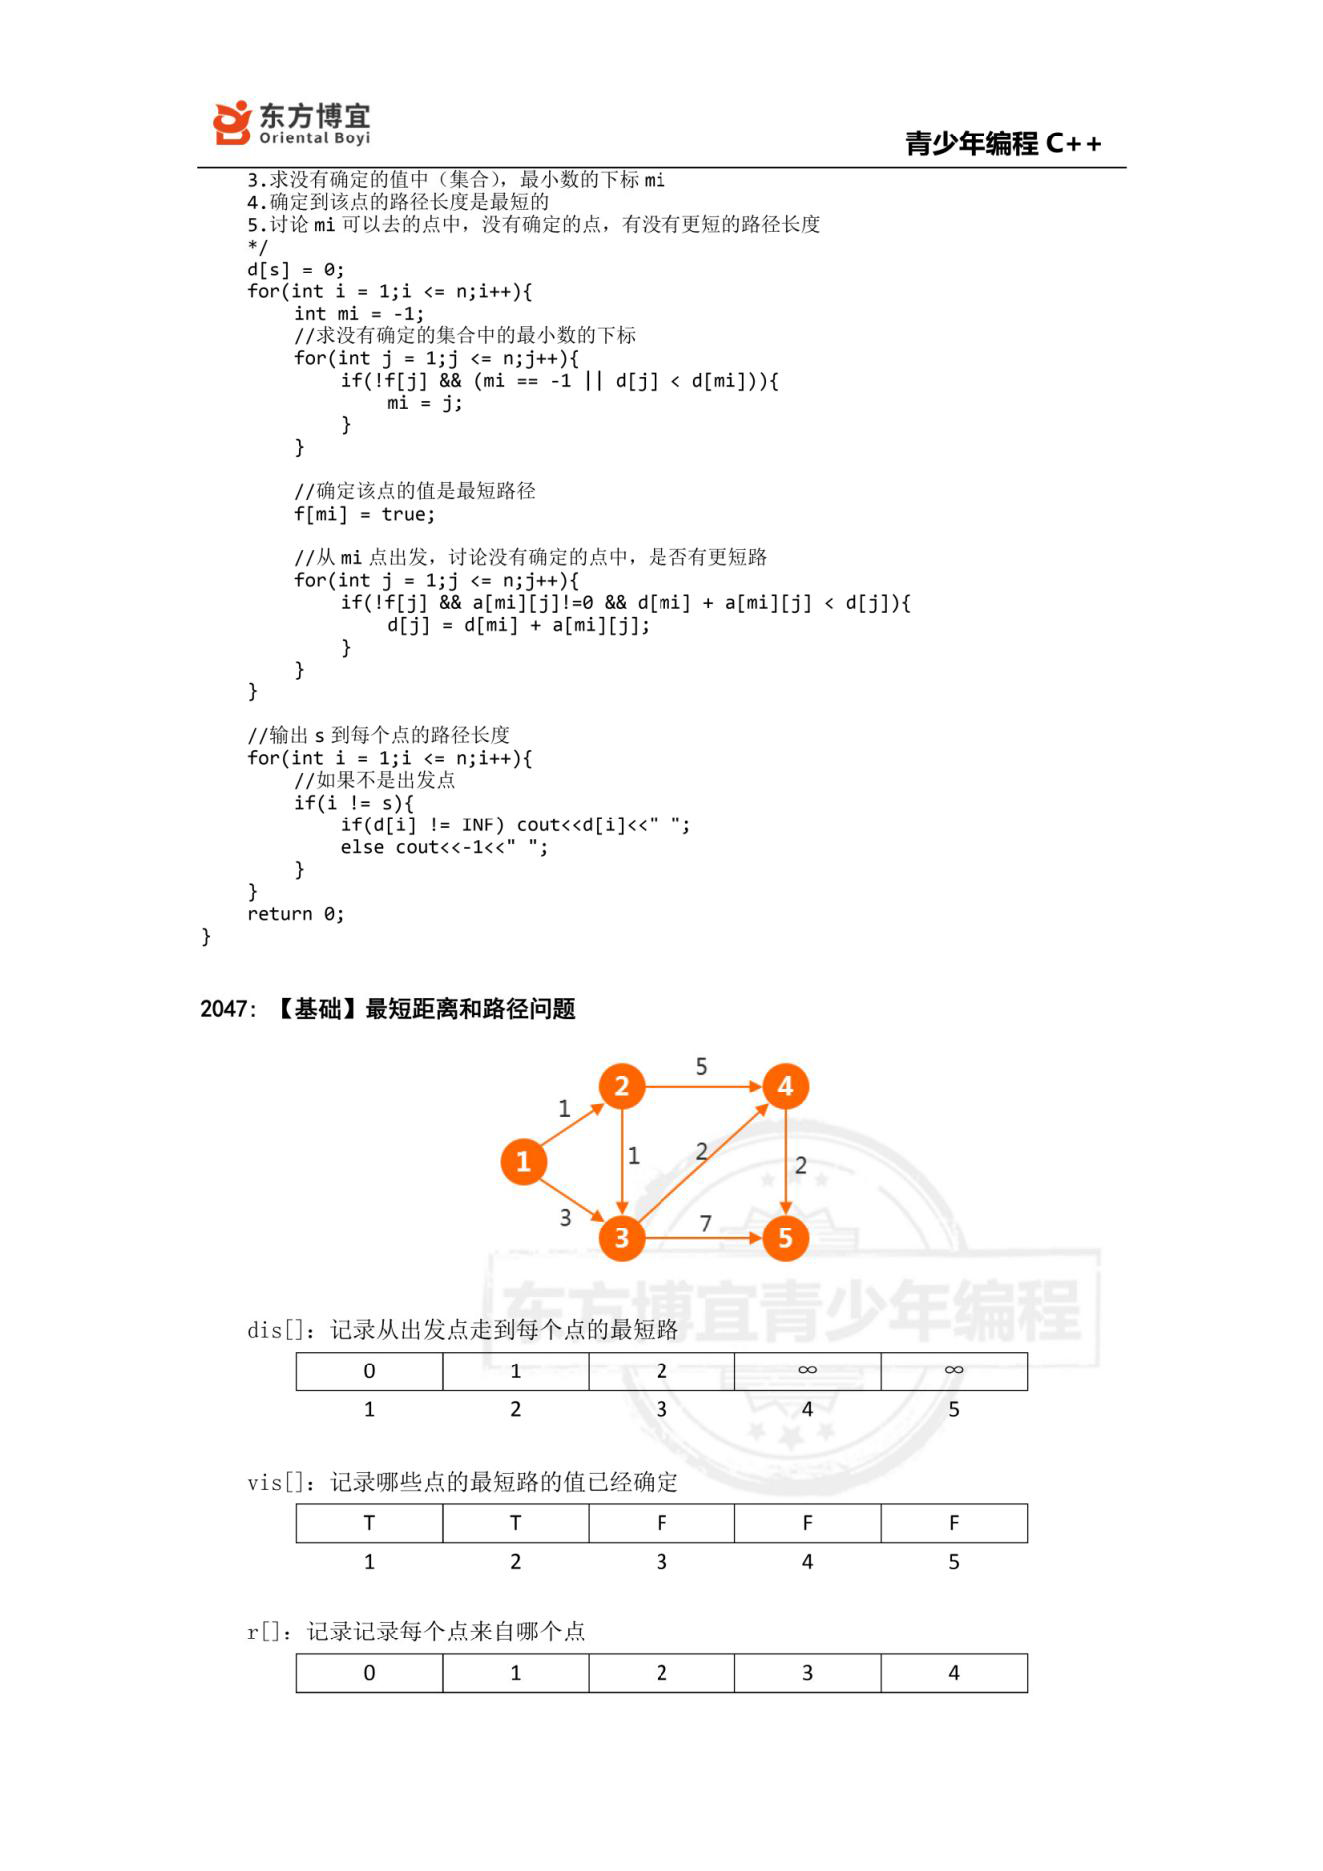 东方博宜
Oriental Boyi
青少年编程 C++
3.求没有确定的值中（集合），最小数的下标 mi
4.确定到该点的路径长度是最短的
5.讨论 mi 可以去的点中，没有确定的点，有没有更短的路径长度
*/
d[s] = 0;
for(int i = 1;i <= n;i++){
int mi = -1;
//求没有确定的集合中的最小数的下标
for(int j = 1;j <= n;j++){
if(!f[j] && (mi == -1 || d[j] < d[mi])){
mi = j;
}
}
//确定该点的值是最短路径
f[mi] = true;
//从 mi 点出发，讨论没有确定的点中，是否有更短路
for(int j = 1;j <= n;j++){
if(!f[j] && a[mi][j]!=0 && d[mi] + a[mi][j] < d[j]){
d[j] = d[mi] + a[mi][j];
}
}
}
//输出 s 到每个点的路径长度
for(int i = 1;i <= n;i++){
//如果不是出发点
if(i != s){
if(d[i] != INF) cout<<d[i]<<" ";
else cout<<-1<<" ";
}
}
return 0;
}
2047: 【基础】最短距离和路径问题
5
2 4
1
1 2 2
1
3
7
3 5
东方博宜青少年编程
dis[]: 记录从出发点走到每个点的最短路
0 1 2 ∞ ∞
1 2 3 4 5
vis[]: 记录哪些点的最短路的值已经确定
T T F F F
1 2 3 4 5
r[]: 记录记录每个点来自哪个点
0 1 2 3 4